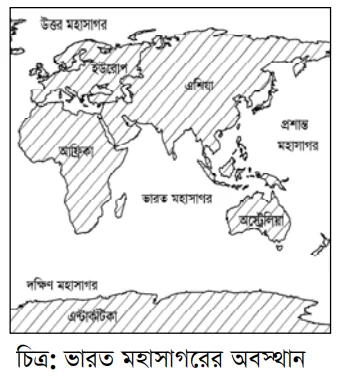 উত্তর মহাসাগর
ইউরোপ
এশিয়া
প্রশান্ত
মহাসাগর
আফ্রিকা
ভারত মহাসাগর
অস্ট্রেলিয়া
দক্ষিণ মহাসাগর
এন্টার্কটিকা
চিত্র: ভারত মহাসাগরের অবস্থান